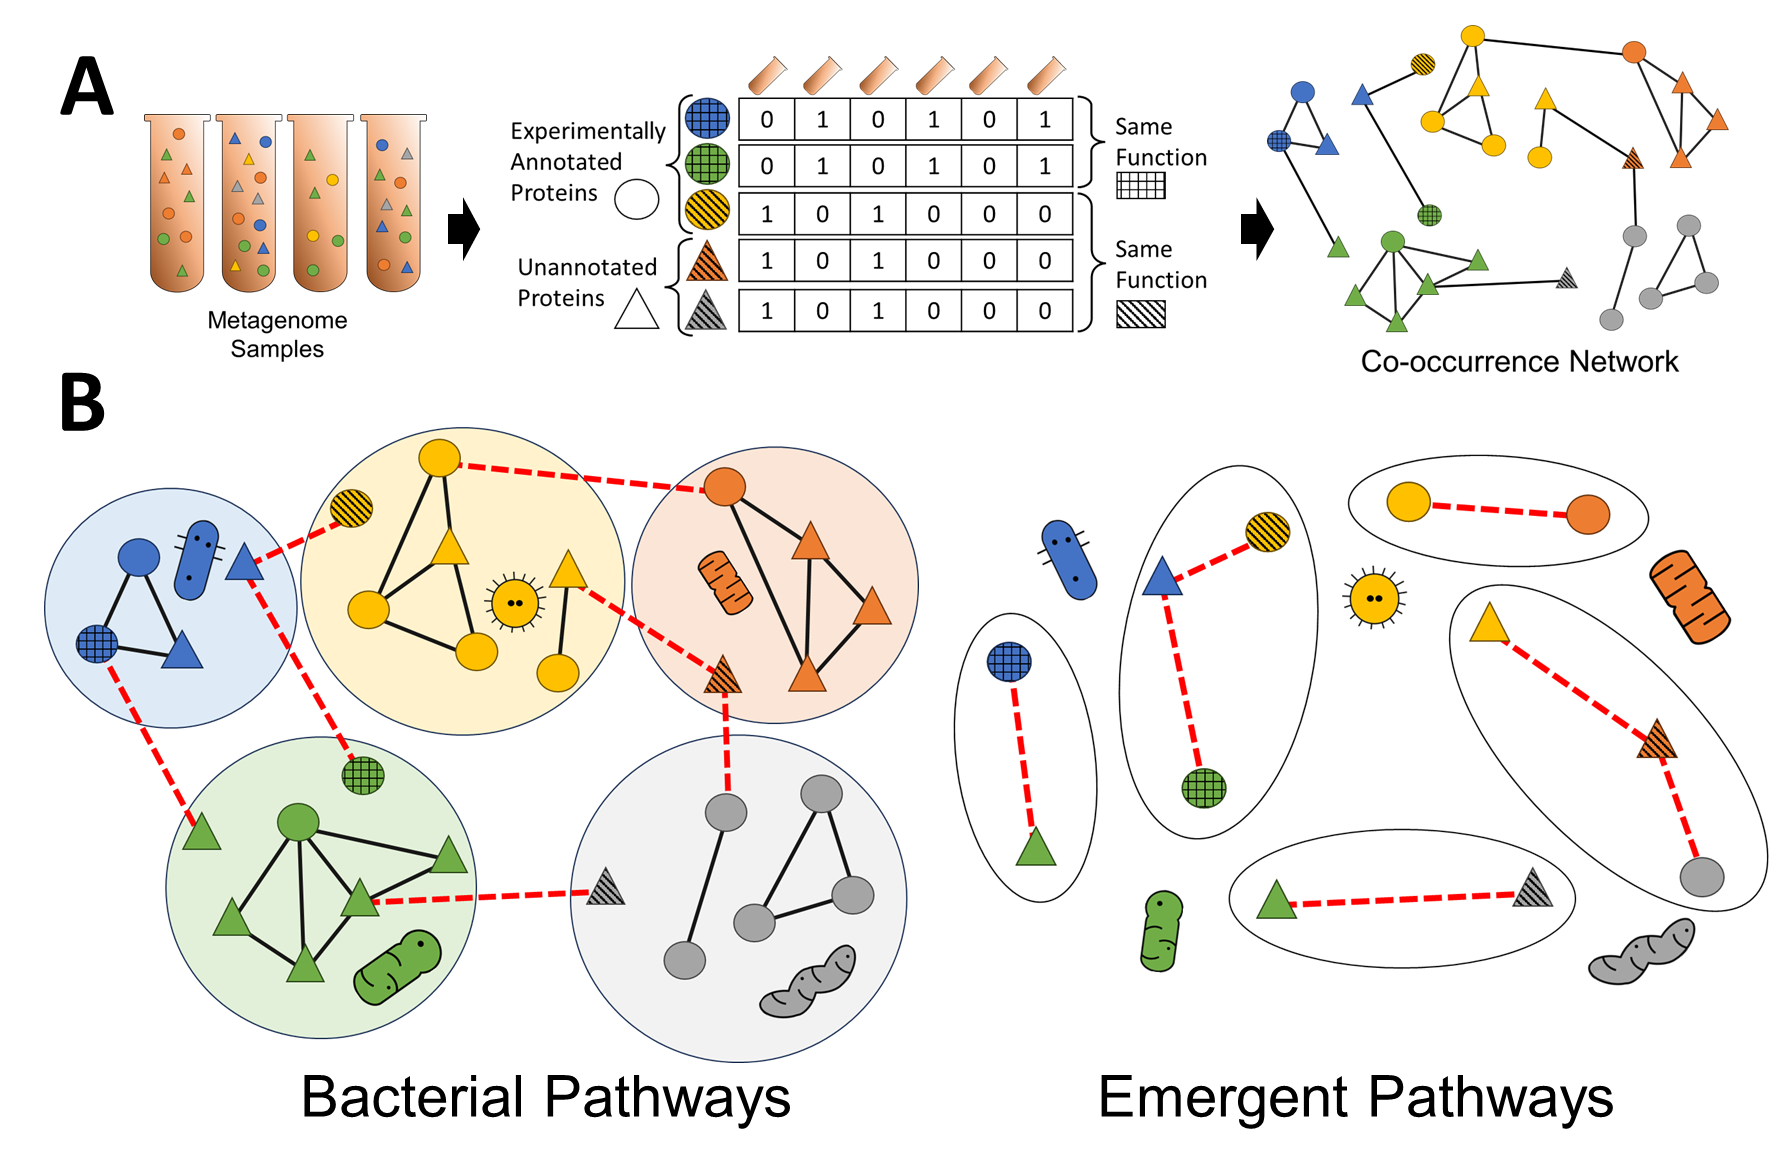 A
Metagenome
Samples
Experimentally
Annotated
Proteins
Unannotated
Proteins
0 1 0 1 0 1
0 1 0 1 0 1
1 0 1 0 0 0
1 0 1 0 0 0
1 0 1 0 0 0
Same
Function
Same
Function
Co-occurrence Network
B
Bacterial Pathways
Emergent Pathways